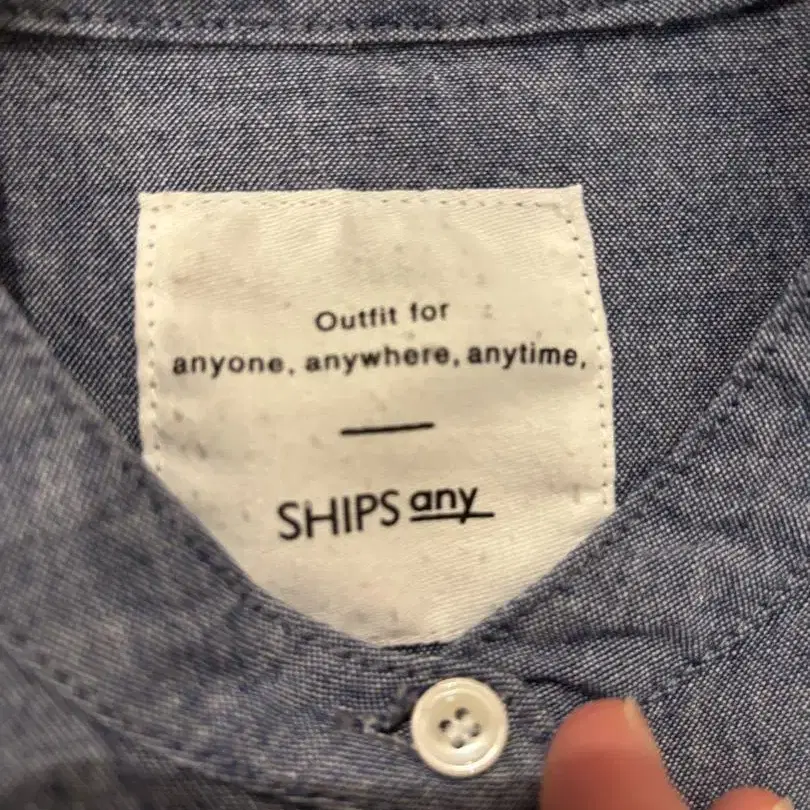 Outfit for
anyone, anywhere, anytime,
SHIPS any